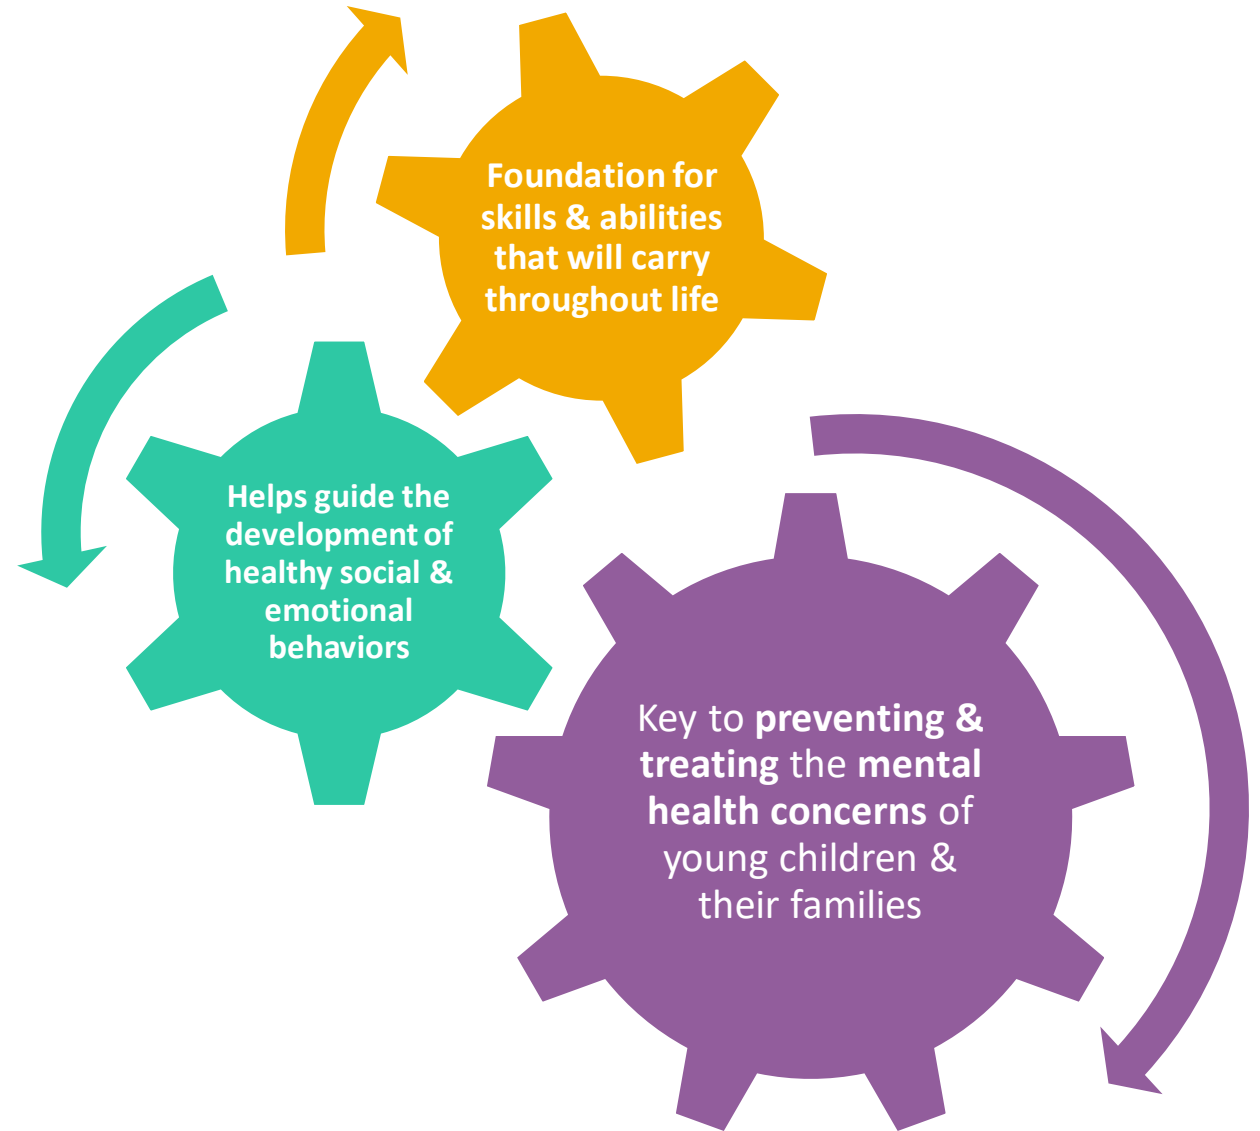 Foundation for
skills & abilities
that will carry
throughout life
Helps guide the
development of
healthy social &
emotional
behaviors
Key to preventing &
treating the mental
health concerns of
young children &
their families